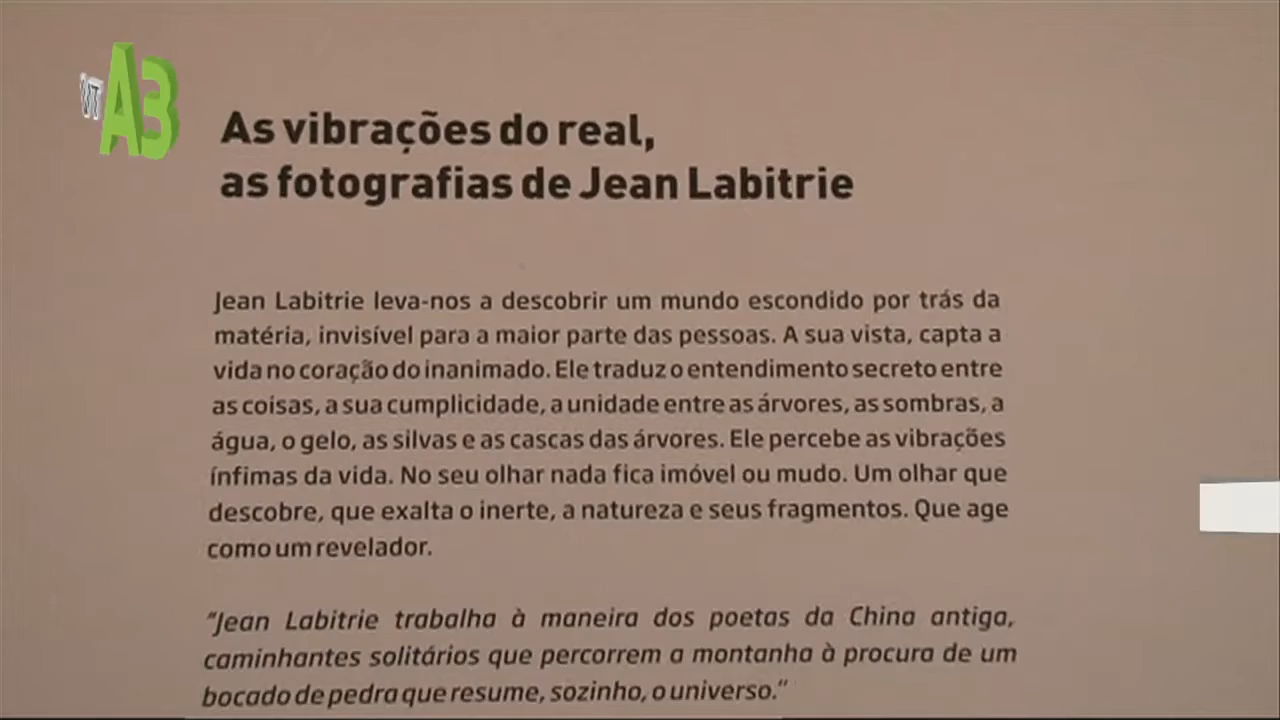 VT A3
As vibrações do real,
as fotografias de Jean Labitrie
Jean Labitrie leva-nos a descobrir um mundo escondido por trás da
matéria, invisível para a maior parte das pessoas. A sua vista, capta a
vida no coração do inanimado. Ele traduz o entendimento secreto entre
as coisas, a sua cumplicidade, a unidade entre as árvores, as sombras, a
água, o gelo, as silvas e as cascas das árvores. Ele percebe as vibrações
ínfimas da vida. No seu olhar nada fica imóvel ou mudo. Um olhar que
descobre, que exalta o inerte, a natureza e seus fragmentos. Que age
como um revelador.
"Jean Labitrie trabalha à maneira dos poetas da China antiga,
caminhantes solitários que percorrem a montanha à procura de um
bocado de pedra que resume, sozinho, o universo."